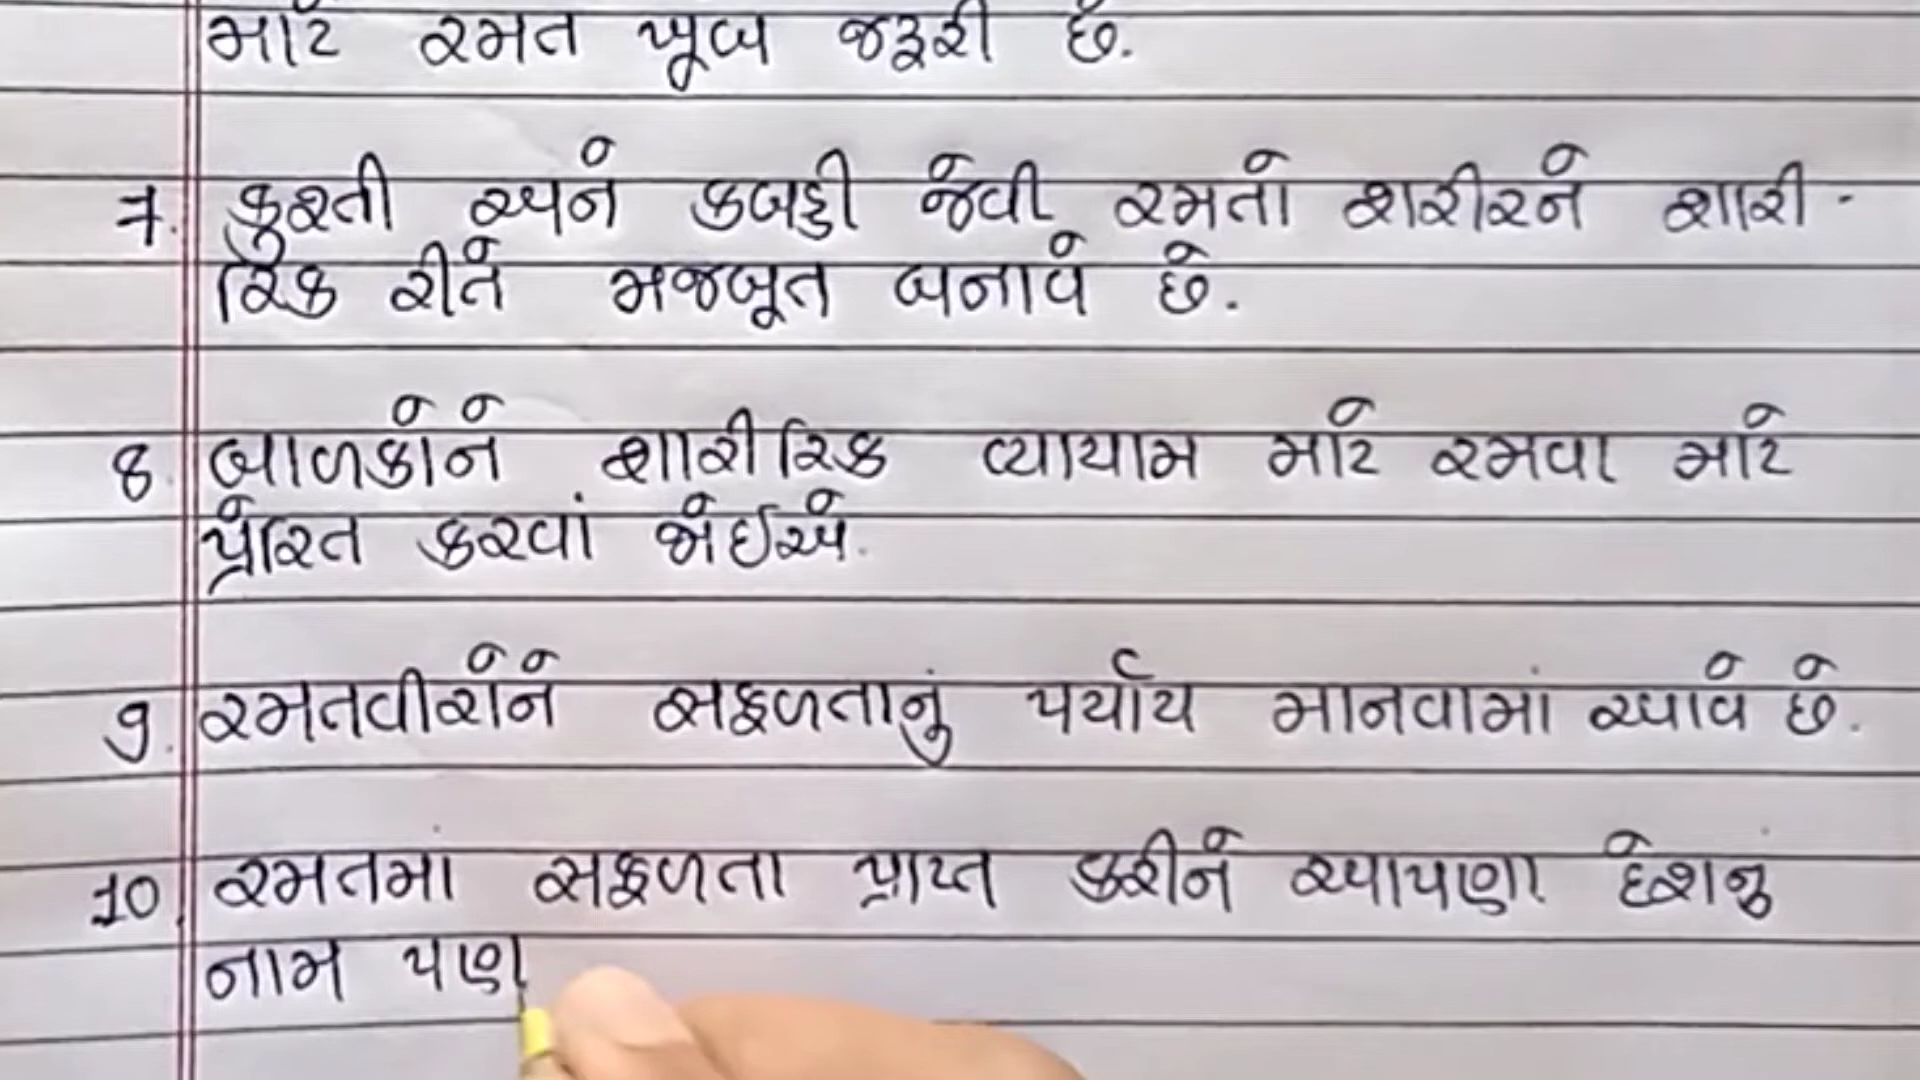 માટે રમત ખૂબ જરૂરી છે.
7. કુશ્તી અને કબડ્ડી જેવી રમતો શરીરને શારી-
રિક રીતે મજબૂત બનાવે છે.
8. બાળકોને શારીરિક વ્યાયામ માટે રમવા માટે
પ્રેરિત કરવાં જોઈએ.
9. રમતવીરોને સફળતાનું પર્યાય માનવામાં આવે છે.
10. રમતમાં સફળતા પ્રાપ્ત કરીને આપણા દેશનું
નામ પણ